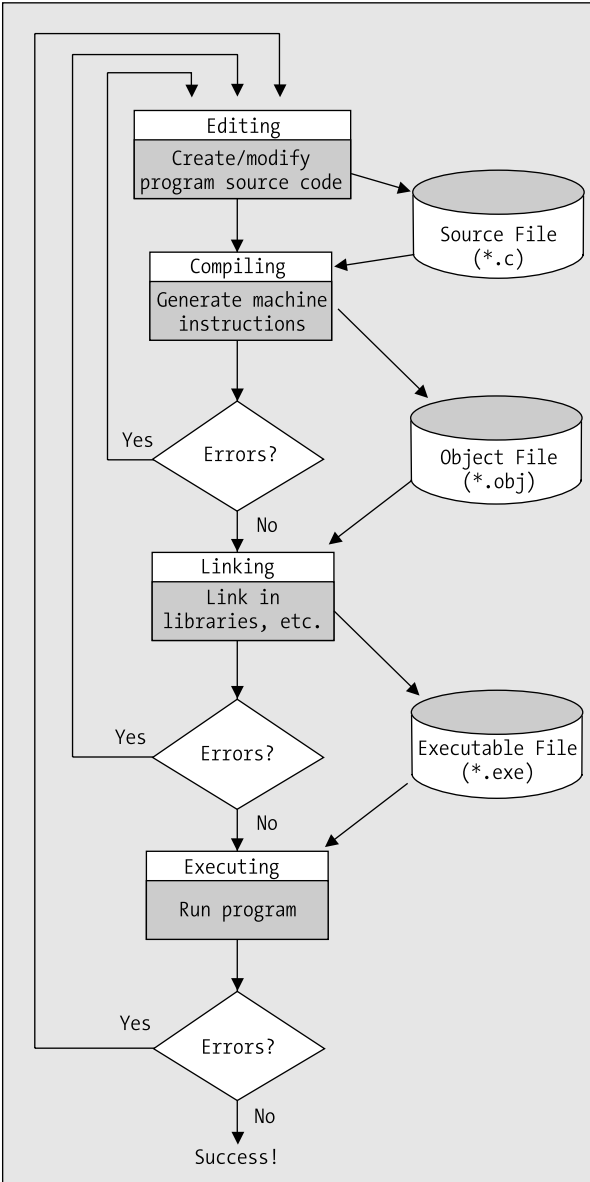 Editing
Create/modify
program source code
Source File
(*.c)
Compiling
Generate machine
instructions
Yes
Errors?
Object File
(*.obj)
No
Linking
Link in
libraries, etc.
Yes
Errors?
Executable File
(*.exe)
No
Executing
Run program
Yes
Errors?
No
Success!